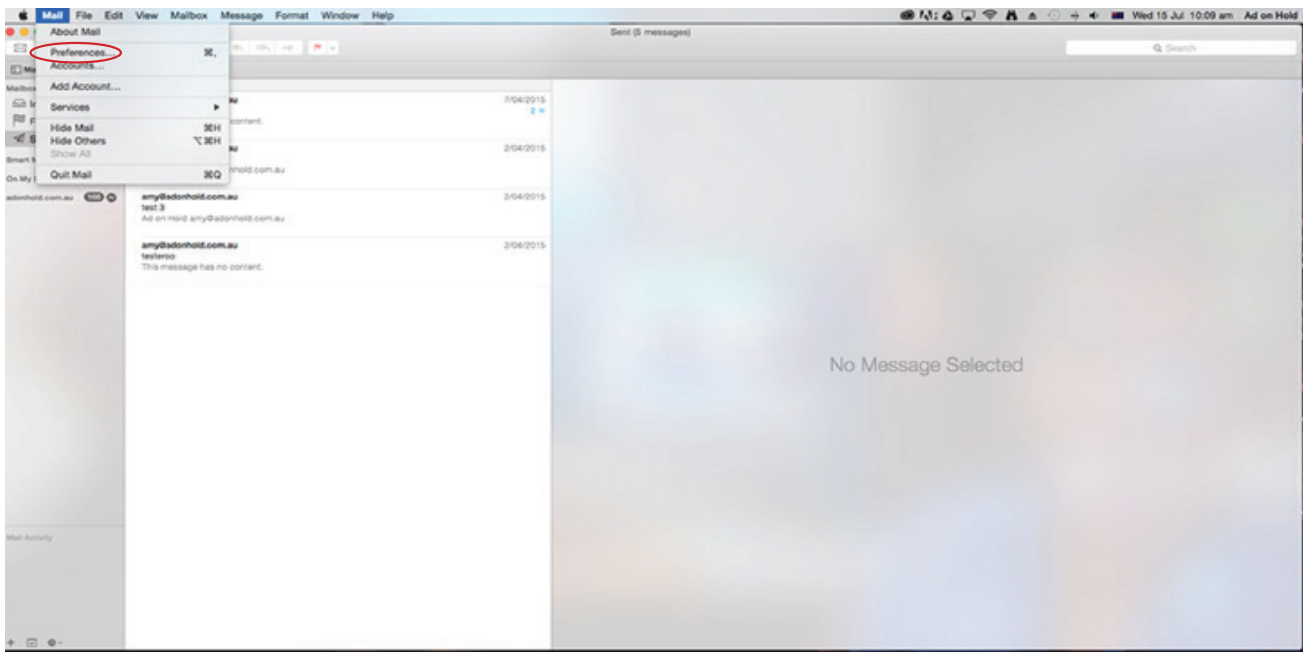 Mail File Edit View Mailbox Message Format Window Help
Wed 15 Jul 10:09 am Ad on Hold
Sent (5 messages)
About Mail
Preferences... ⌘,
Accounts...
Add Account...
Services
Hide Mail ⌘H
Hide Others ⌥⌘H
Show All
Quit Mail ⌘Q
Search
Mail Activity
adonhold.com.au
7/04/2015
2
content.
2/04/2015
amy@adonhold.com.au 2/04/2015
test 3
Ad on Hold amy@adonhold.com.au
amy@adonhold.com.au 2/04/2015
testeroo
This message has no content.
No Message Selected